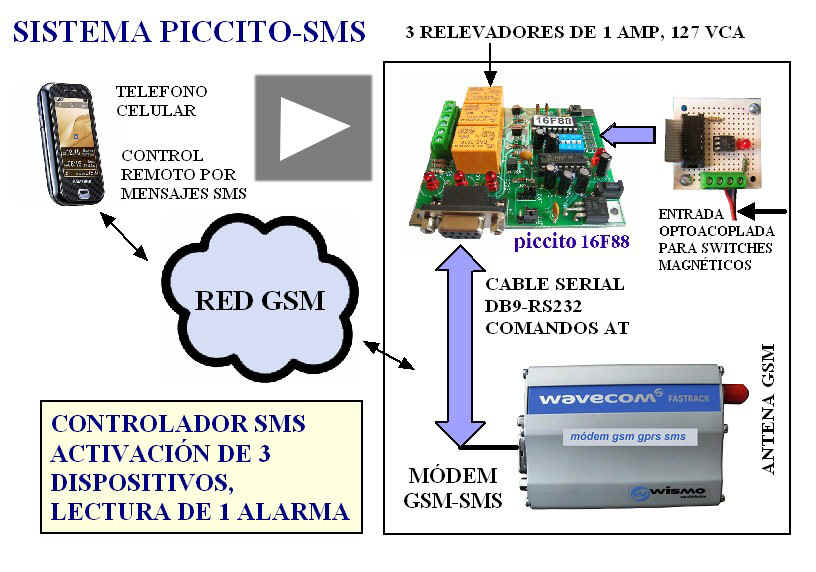 SISTEMA PICCITO-SMS
3 RELEVADORES DE 1 AMP, 127 VCA
TELEFONO
CELULAR
CONTROL
REMOTO POR
MENSAJES SMS
16F88
piccito 16F88
ENTRADA
OPTOACOPLADA
PARA SWITCHES
MAGNÉTICOS
RED GSM
CABLE SERIAL
DB9-RS232
COMANDOS AT
wavecom
FASTRACK
módem gsm gprs sms
wismo
ANTENA GSM
MÓDEM
GSM-SMS
CONTROLADOR SMS
ACTIVACIÓN DE 3
DISPOSITIVOS,
LECTURA DE 1 ALARMA